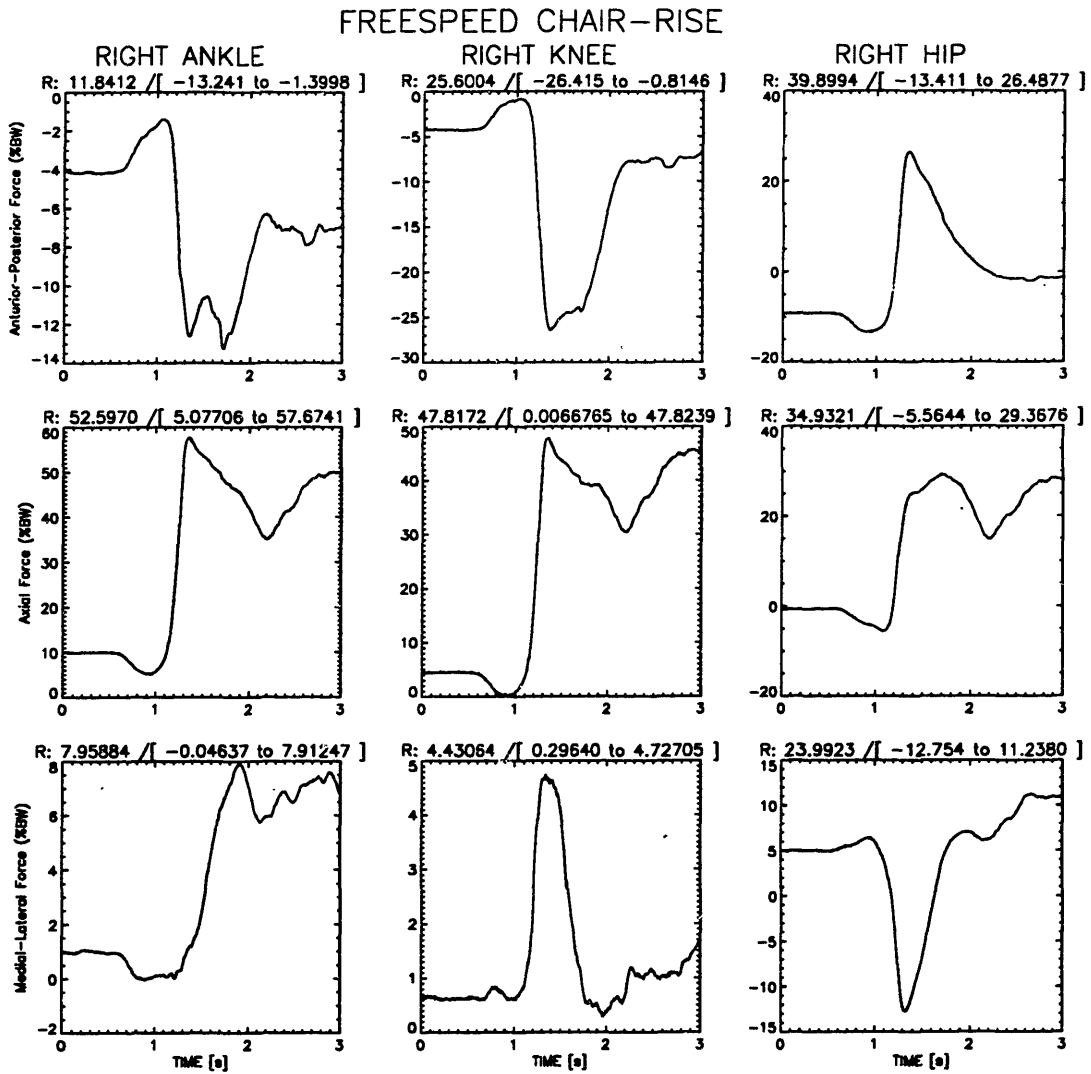 FREESPEED CHAIR-RISE
RIGHT ANKLE RIGHT KNEE RIGHT HIP
R: 11.8412 /[ -13.241 to -1.3998 ] R: 25.6004 /[ -26.415 to -0.8146 ] R: 39.8994 /[ -13.411 to 26.4877 ]
Anturior-Posterior Force (%BW)
0
-2
-4
-6
-8
-10
-12
-14
0 1 2 3
0
-5
-10
-15
-20
-25
-30
0 1 2 3
40
20
0
-20
0 1 2 3
R: 52.5970 /[ 5.07706 to 57.6741 ] R: 47.8172 /[ 0.0066765 to 47.8239 ] R: 34.9321 /[ -5.5644 to 29.3676 ]
Axial Force (%BW)
60
50
40
30
20
10
0
0 1 2 3
50
40
30
20
10
0
0 1 2 3
40
20
0
-20
0 1 2 3
R: 7.95884 /[ -0.04637 to 7.91247 ] R: 4.43064 /[ 0.29640 to 4.72705 ] R: 23.9923 /[ -12.754 to 11.2380 ]
Medial-Lateral Force (%BW)
8
6
4
2
0
-2
0 1 2 3
TIME [s]
5
4
3
2
1
0
0 1 2 3
TIME [s]
15
10
5
0
-5
-10
-15
0 1 2 3
TIME [s]